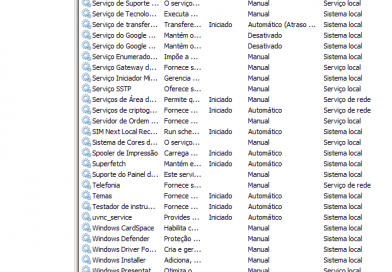 Serviço de Suporte ... O serviço... Manual Serviço local
Serviço de Tecnolo... Executa ... Manual Sistema local
Serviço de transfer... Transfere... Iniciado Automático (Atraso ... Sistema local
Serviço do Google ... Mantém o... Desativado Sistema local
Serviço do Google ... Mantém o... Desativado Sistema local
Serviço Enumerado... Impõe a ... Manual Sistema local
Serviço Gateway d... Fornece s... Manual Serviço local
Serviço Iniciador Mi... Gerencia ... Manual Sistema local
Serviço SSTP Oferece s... Manual Serviço local
Serviços de Área d... Permite q... Iniciado Manual Serviço de rede
Serviços de criptog... Fornece ... Iniciado Automático Serviço de rede
Servidor de Ordem ... Fornece ... Manual Sistema local
SIM Next Local Rec... Run sche... Iniciado Automático Sistema local
Sistema de Cores d... O serviço... Manual Serviço local
Spooler de Impressão Carrega ... Iniciado Automático Sistema local
Superfetch Mantém e... Iniciado Automático Sistema local
Suporte do Painel d... Este servi... Manual Sistema local
Telefonia Fornece s... Manual Serviço de rede
Temas Fornece s... Iniciado Automático Sistema local
Testador de instru... Fornece ... Iniciado Automático Sistema local
uvnc_service Provides ... Iniciado Automático Sistema local
Windows CardSpace Habilita c... Manual Sistema local
Windows Defender Proteção ... Manual Sistema local
Windows Driver Fo... Cria e ger... Manual Sistema local
Windows Installer Adiciona, ... Manual Sistema local
Windows Presentat... Otimiza o... Manual Serviço local